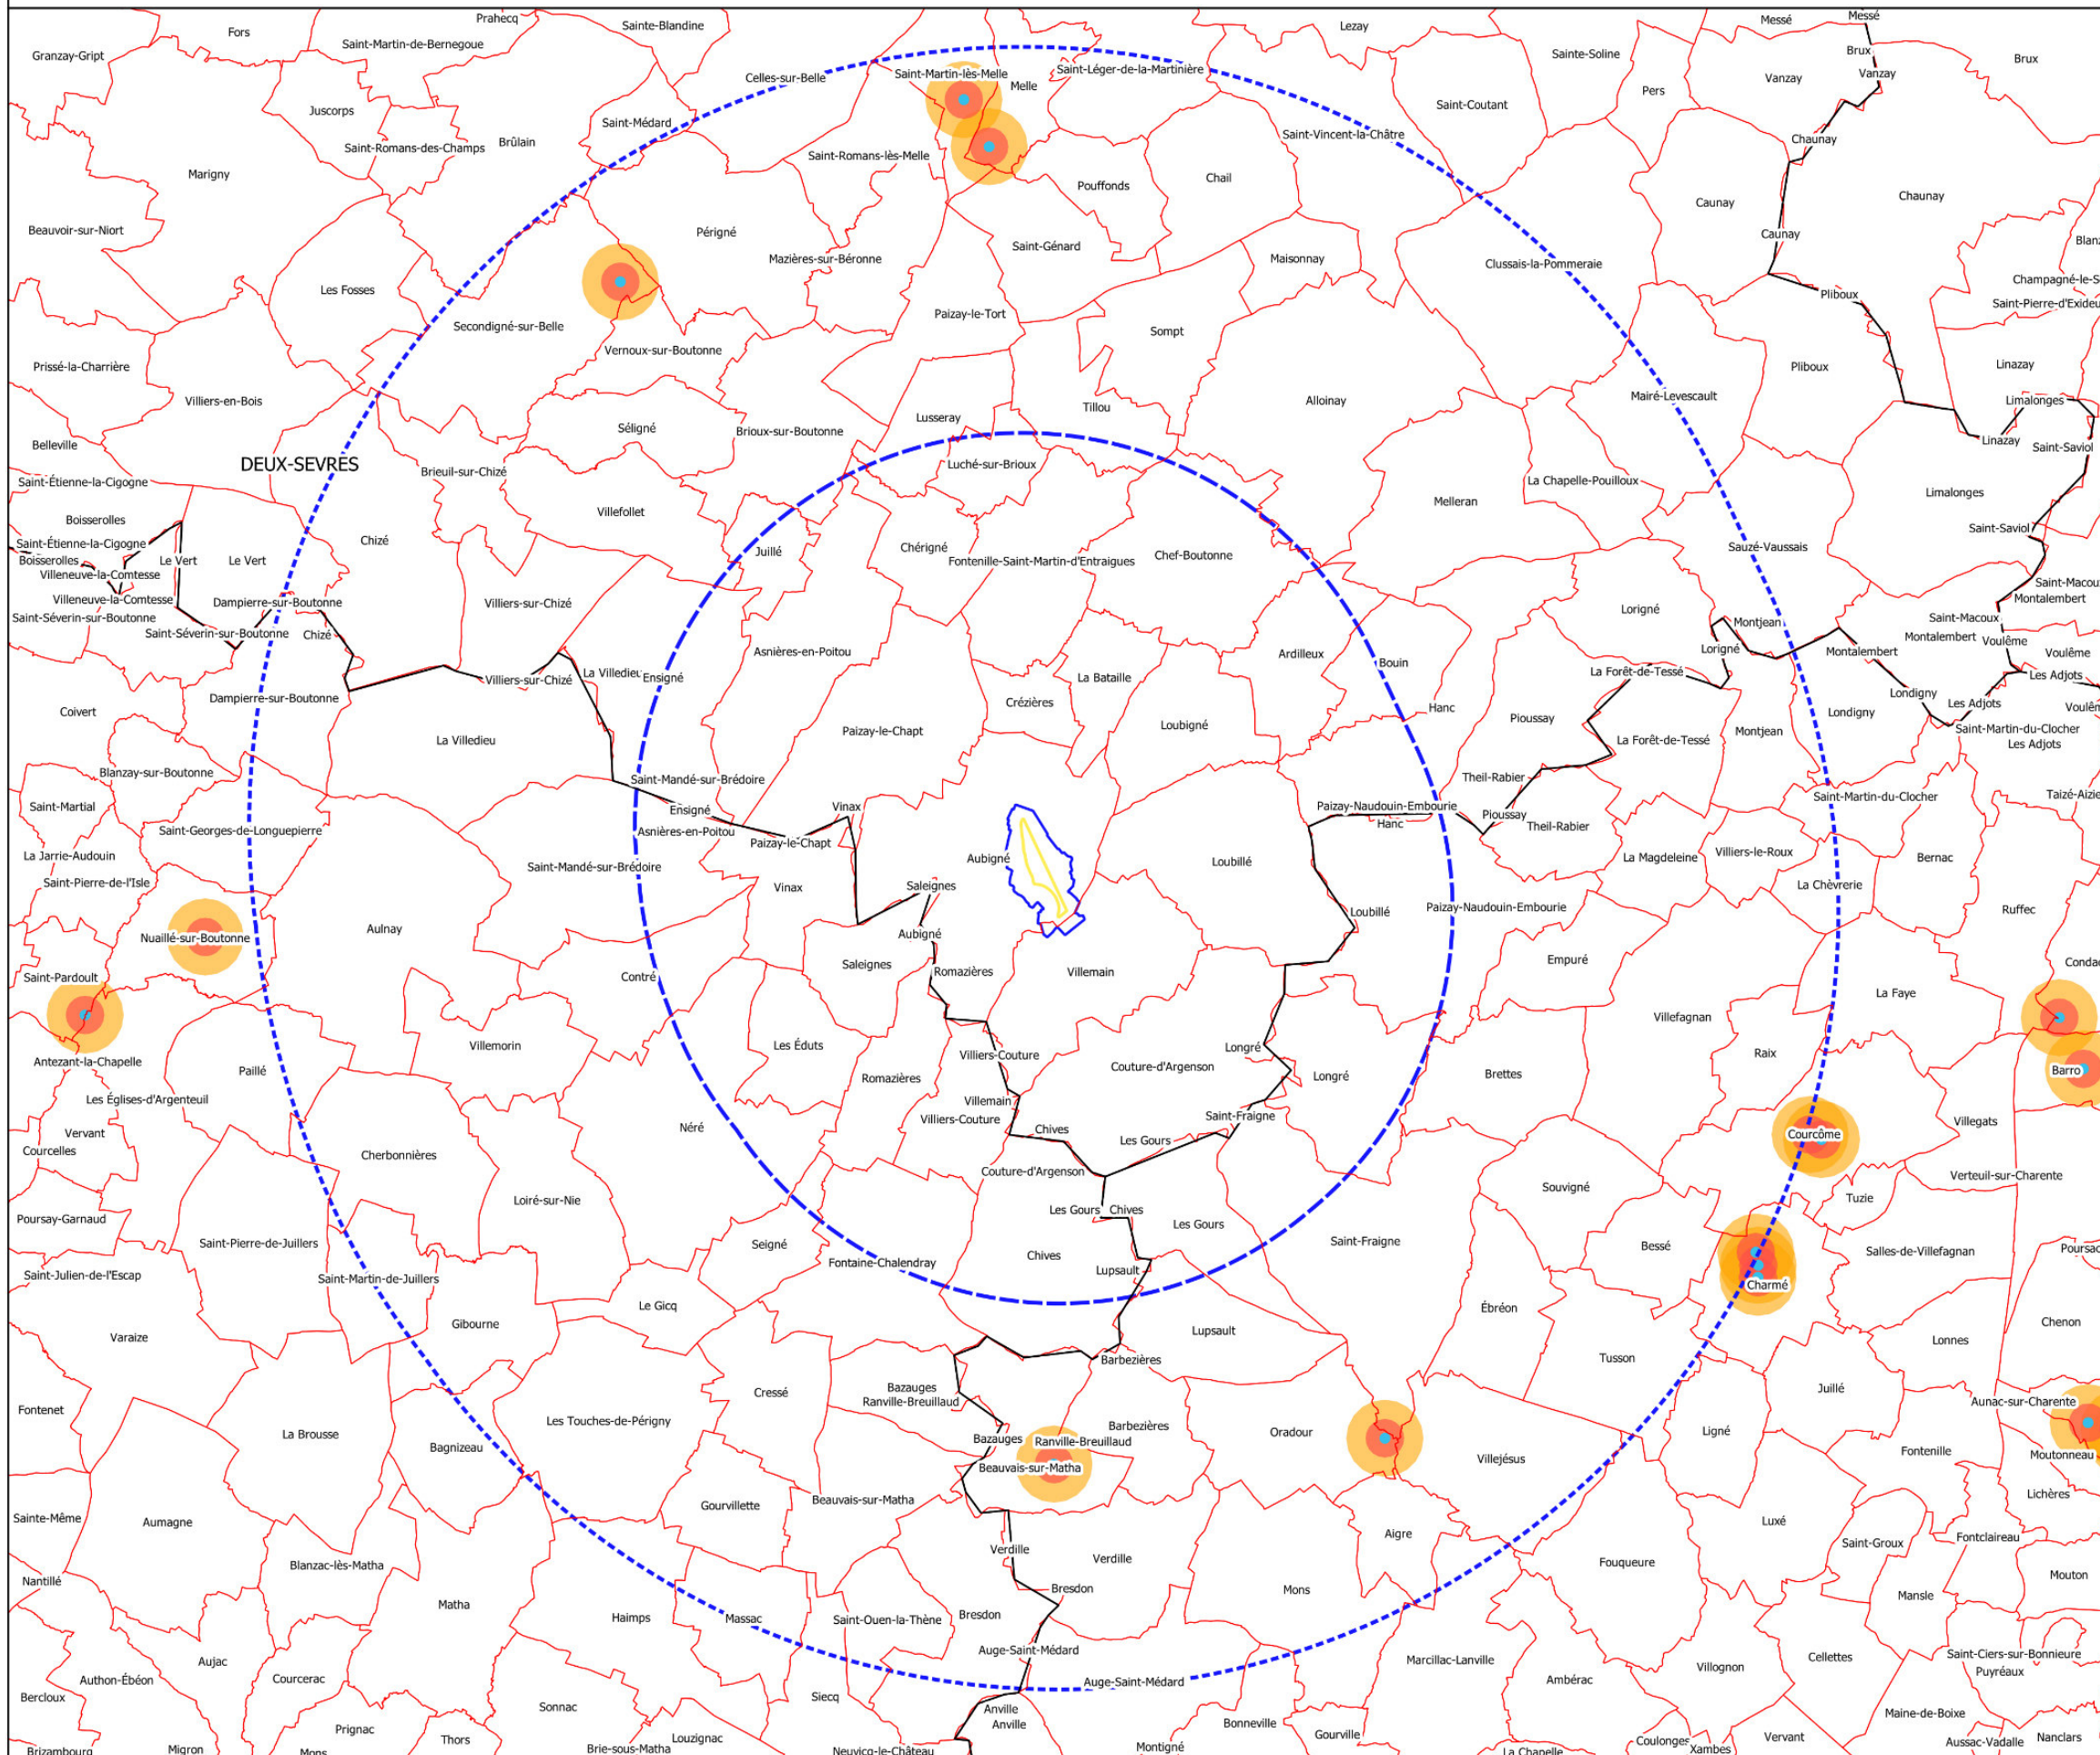 Messé
Messé
Prahecq
Sainte-Blandine
Lezay
Fors
Granzay-Gript
Saint-Martin-de-Bernegoue
Sainte-Soline
Brux
Brux
Celles-sur-Belle
Saint-Martin-lès-Melle
Melle
Saint-Léger-de-la-Martinière
Vanzay
Vanzay
Pers
Juscorps
Saint-Coutant
Saint-Médard
Saint-Vincent-la-Châtre
Chaunay
Saint-Romans-des-Champs
Brûlain
Saint-Romans-lès-Melle
Marigny
Pouffonds
Chail
Caunay
Chaunay
Beauvoir-sur-Niort
Périgné
Caunay
Saint-Génard
Mazières-sur-Béronne
Maisonnay
Clussais-la-Pommeraie
Champagné-le-S
Les Fosses
Pliboux
Saint-Pierre-d'Exideu
Secondigné-sur-Belle
Paizay-le-Tort
Sompt
Vernoux-sur-Boutonne
Prissé-la-Charrière
Pliboux
Linazay
Villiers-en-Bois
Alloinay
Mairé-Levescault
Limalonges
Tillou
Lusseray
Séligné
Brioux-sur-Boutonne
Belleville
Linazay
Saint-Saviol
DEUX-SEVRES
Luché-sur-Brioux
Brieuil-sur-Chizé
Saint-Étienne-la-Cigogne
La Chapelle-Pouilloux
Limalonges
Melleran
Villefollet
Boisserolles
Saint-Saviol
Chizé
Saint-Étienne-la-Cigogne
Juillé
Chérigné
Sauzé-Vaussais
Chef-Boutonne
Boisserolles
Le Vert
Le Vert
Fontenille-Saint-Martin-d'Entraigues
Villeneuve-la-Comtesse
Saint-Macou
Villeneuve-la-Comtesse
Dampierre-sur-Boutonne
Villiers-sur-Chizé
Montalembert
Saint-Séverin-sur-Boutonne
Lorigné
Saint-Macoux
Montjean
Saint-Séverin-sur-Boutonne
Chizé
Montalembert
Voulême
Asnières-en-Poitou
Ardilleux
Bouin
Lorigné
Montalembert
Voulême
La Villedieu
Ensigné
Villiers-sur-Chizé
La Bataille
La Forêt-de-Tessé
Les Adjots
Dampierre-sur-Boutonne
Londigny
Coivert
Crézières
Hanc
Les Adjots
Londigny
Pioussay
Loubigné
Paizay-le-Chapt
Montjean
Saint-Martin-du-Clocher
La Villedieu
La Forêt-de-Tessé
Les Adjots
Blanzay-sur-Boutonne
Saint-Mandé-sur-Brédoire
Theil-Rabier
Saint-Martial
Ensigné
Vinax
Paizay-Naudouin-Embourie
Saint-Martin-du-Clocher
Taizé-Aizie
Pioussay
Saint-Georges-de-Longuepierre
Asnières-en-Poitou
Hanc
Theil-Rabier
Paizay-le-Chapt
La Jarrie-Audouin
Aubigné
Loubillé
La Magdeleine
Villiers-le-Roux
Bernac
Saint-Mandé-sur-Brédoire
Saint-Pierre-de-l'Isle
Vinax
Saleignes
La Chèvrerie
Loubillé
Paizay-Naudouin-Embourie
Ruffec
Aulnay
Nuaillé-sur-Boutonne
Aubigné
Empuré
Saint-Pardoult
Contré
Saleignes
Romazières
Villemain
La Faye
Villefagnan
Antezant-la-Chapelle
Villemorin
Les Éduts
Villiers-Couture
Longré
Raix
Paillé
Romazières
Couture-d'Argenson
Longré
Brettes
Barro
Les Églises-d'Argenteuil
Villemain
Saint-Fraigne
Villiers-Couture
Villegats
Vervant
Néré
Chives
Les Gours
Courcôme
Courcelles
Cherbonnières
Couture-d'Argenson
Verteuil-sur-Charente
Loiré-sur-Nie
Souvigné
Tuzie
Les Gours
Chives
Poursay-Garnaud
Les Gours
Saint-Pierre-de-Juillers
Seigné
Saint-Fraigne
Bessé
Salles-de-Villefagnan
Chives
Fontaine-Chalendray
Lupsault
Saint-Julien-de-l'Escap
Saint-Martin-de-Juillers
Charmé
Le Gicq
Ébréon
Gibourne
Chenon
Varaize
Lupsault
Lonnes
Barbezières
Tusson
Bazauges
Juillé
Cressé
Ranville-Breuillaud
Aunac-sur-Charente
Fontenet
Les Touches-de-Périgny
Barbezières
Oradour
Ligné
La Brousse
Bazauges
Ranville-Breuillaud
Bagnizeau
Fontenille
Moutonneau
Villejésus
Beauvais-sur-Matha
Lichères
Gourvillette
Beauvais-sur-Matha
Sainte-Même
Aumagne
Luxé
Aigre
Fontclaireau
Saint-Groux
Verdille
Verdille
Blanzac-lès-Matha
Fouqueure
Nantillé
Mouton
Bresdon
Mons
Mansle
Matha
Haimps
Massac
Saint-Ouen-la-Thène
Bresdon
Auge-Saint-Médard
Saint-Ciers-sur-Bonnieure
Cellettes
Aujac
Marcillac-Lanville
Villognon
Puyréaux
Authon-Ébéon
Courcerac
Auge-Saint-Médard
Ambérac
Bercloux
Siecq
Sonnac
Anville
Maine-de-Boixe
Anville
Bonneville
Prignac
Gourville
Vervant
Nanclars
Louzignac
Thors
Coulonges
Aussac-Vadalle
Montigné
Xambes
Brie-sous-Matha
Migron
Neuvicq-le-Château
La Chapelle
Brizambourg
Mons